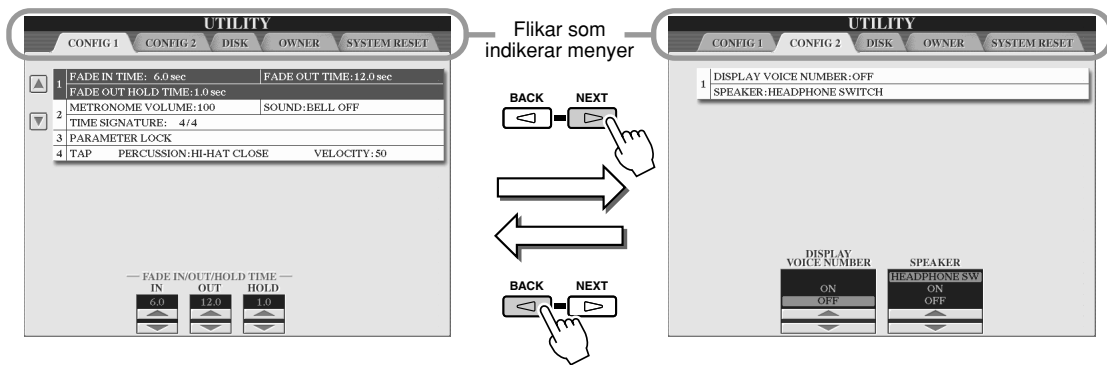 UTILITY
CONFIG 1 CONFIG 2 DISK OWNER SYSTEM RESET
1 FADE IN TIME: 6.0 sec FADE OUT TIME:12.0 sec
FADE OUT HOLD TIME:1.0 sec
2 METRONOME VOLUME:100 SOUND:BELL OFF
TIME SIGNATURE: 4/4
3 PARAMETER LOCK
4 TAP PERCUSSION:HI-HAT CLOSE VELOCITY:50
FADE IN/OUT/HOLD TIME
IN OUT HOLD
6.0 12.0 1.0
Flikar som
indikerar menyer
BACK NEXT
BACK NEXT
UTILITY
CONFIG 1 CONFIG 2 DISK OWNER SYSTEM RESET
1 DISPLAY VOICE NUMBER:OFF
SPEAKER:HEADPHONE SWITCH
DISPLAY
VOICE NUMBER
ON
OFF
SPEAKER
HEADPHONE SW
ON
OFF